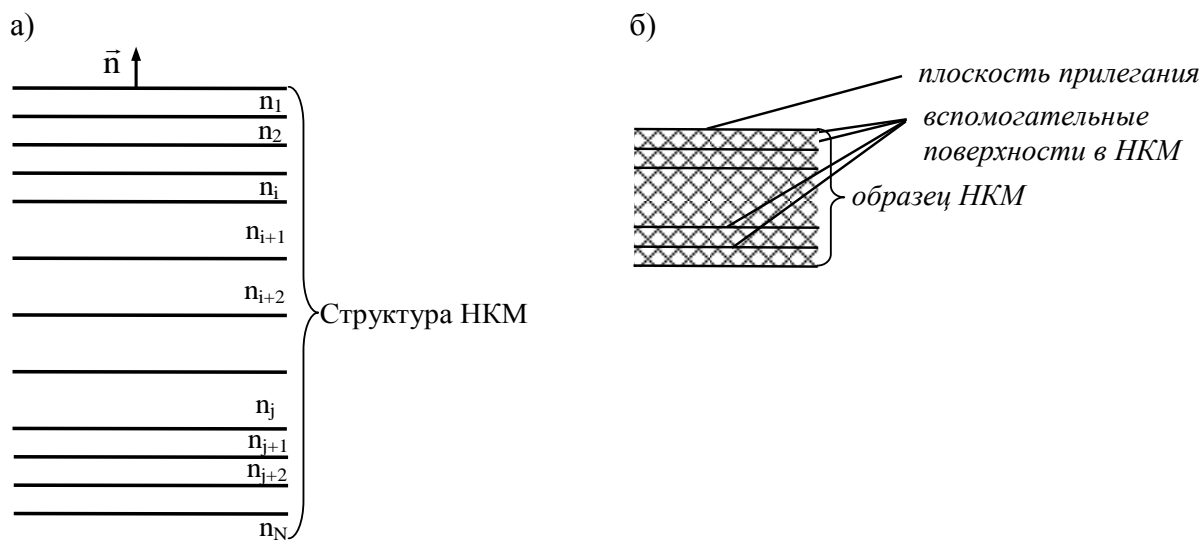 а)
n⃗
n₁
n₂
nᵢ
nᵢ₊₁
nᵢ₊₂
nⱼ
nⱼ₊₁
nⱼ₊₂
n_N
Структура НКМ
б)
плоскость прилегания
вспомогательные
поверхности в НКМ
образец НКМ